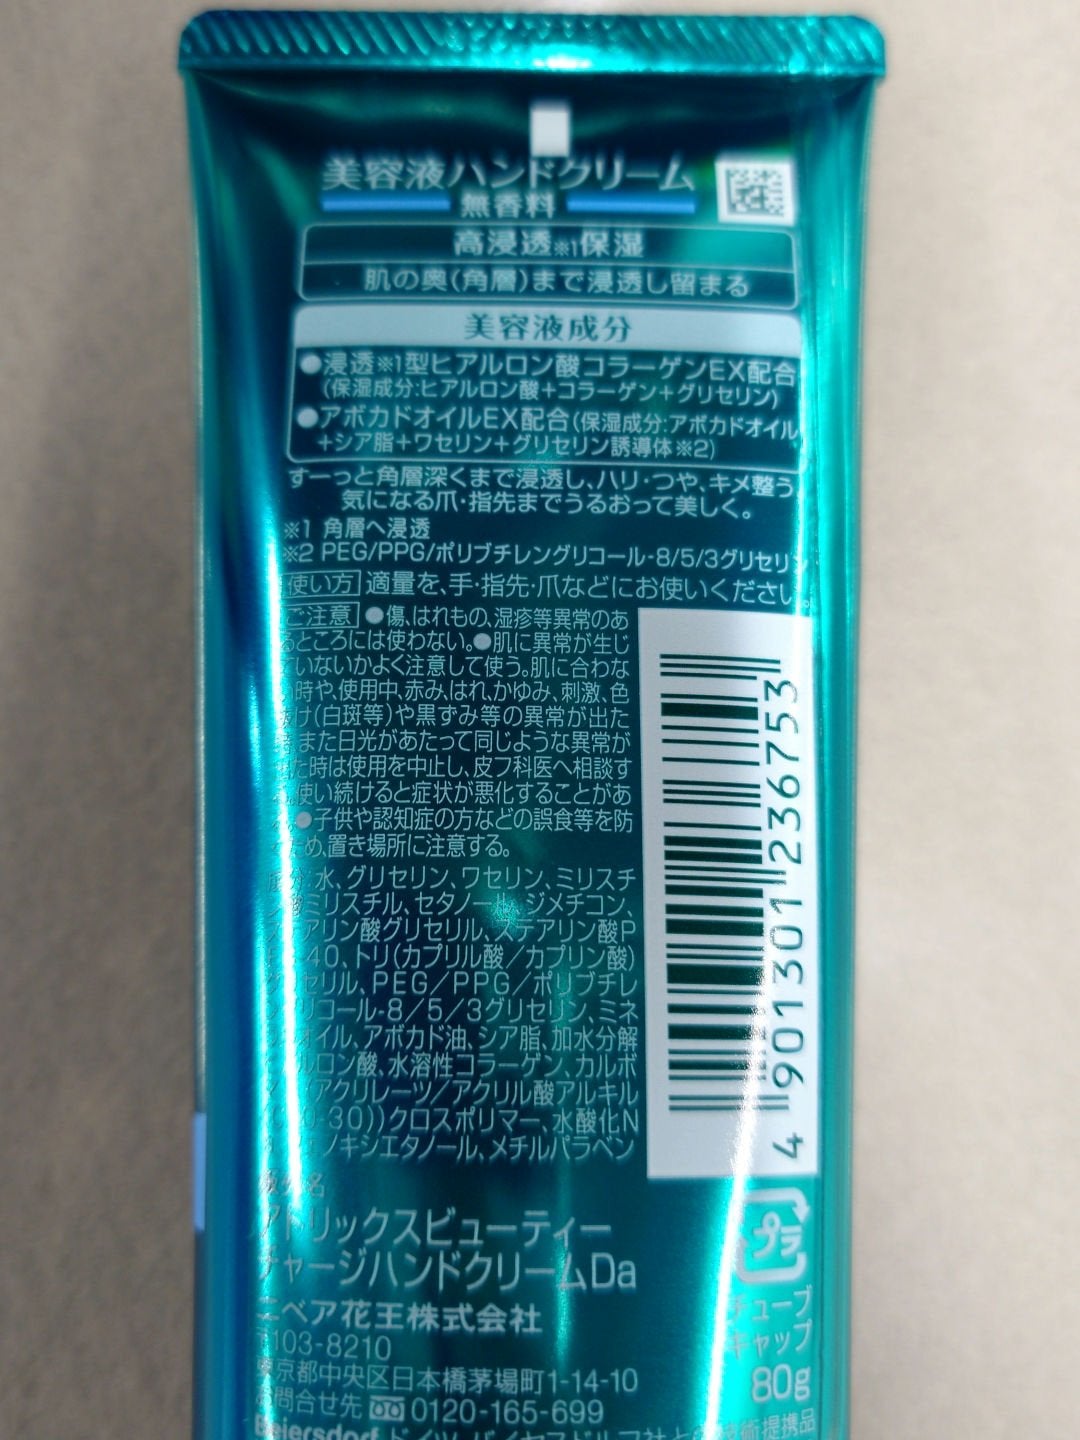 美容液ハンドクリーム
無香料
高浸透※1保湿
肌の奥(角層)まで浸透し留まる
美容液成分
●浸透※1型ヒアルロン酸コラーゲンEX配合
(保湿成分:ヒアルロン酸+コラーゲン+グリセリン)
●アボカドオイルEX配合(保湿成分:アボカドオイル
+シア脂+ワセリン+グリセリン誘導体※2)
すーっと角層深くまで浸透し、ハリ・つや、キメ整う。
気になる爪・指先までうるおって美しく。
※1 角層へ浸透
※2 PEG/PPG/ポリブチレングリコール-8/5/3グリセリン
使い方 適量を、手・指先・爪などにお使いください。
ご注意 ●傷、はれもの、湿疹等異常のあ
るところには使わない。●肌に異常が生じ
ていないかよく注意して使う。肌に合わな
時や、使用中、赤み、はれ、かゆみ、刺激、色
け(白斑等)や黒ずみ等の異常が出た
また日光があたって同じような異常が
た時は使用を中止し、皮フ科医へ相談す
使い続けると症状が悪化することがあ
●子供や認知症の方などの誤食等を防
め、置き場所に注意する。
成分 水、グリセリン、ワセリン、ミリスチ
酸ミリスチル、セタノール、ジメチコン、
アリン酸グリセリル、ステアリン酸P
40、トリ(カプリル酸/カプリン酸)
セリル、PEG/PPG/ポリブチレ
リコール-8/5/3グリセリン、ミネ
オイル、アボカド油、シア脂、加水分解
ルロン酸、水溶性コラーゲン、カルボ
アクリレーツ/アクリル酸アルキル
0-30))クロスポリマー、水酸化N
ノキシエタノール、メチルパラベン
販売名
アトリックスビューティー
チャージハンドクリームDa
ニベア花王株式会社
〒103-8210
東京都中央区日本橋茅場町1-14-10
お問合せ先 0120-165-699
Beiersdorf ドイツ・バイヤスドルフ社との技術提携品
4 901301 236753
プラ
チューブ
キャップ
80g